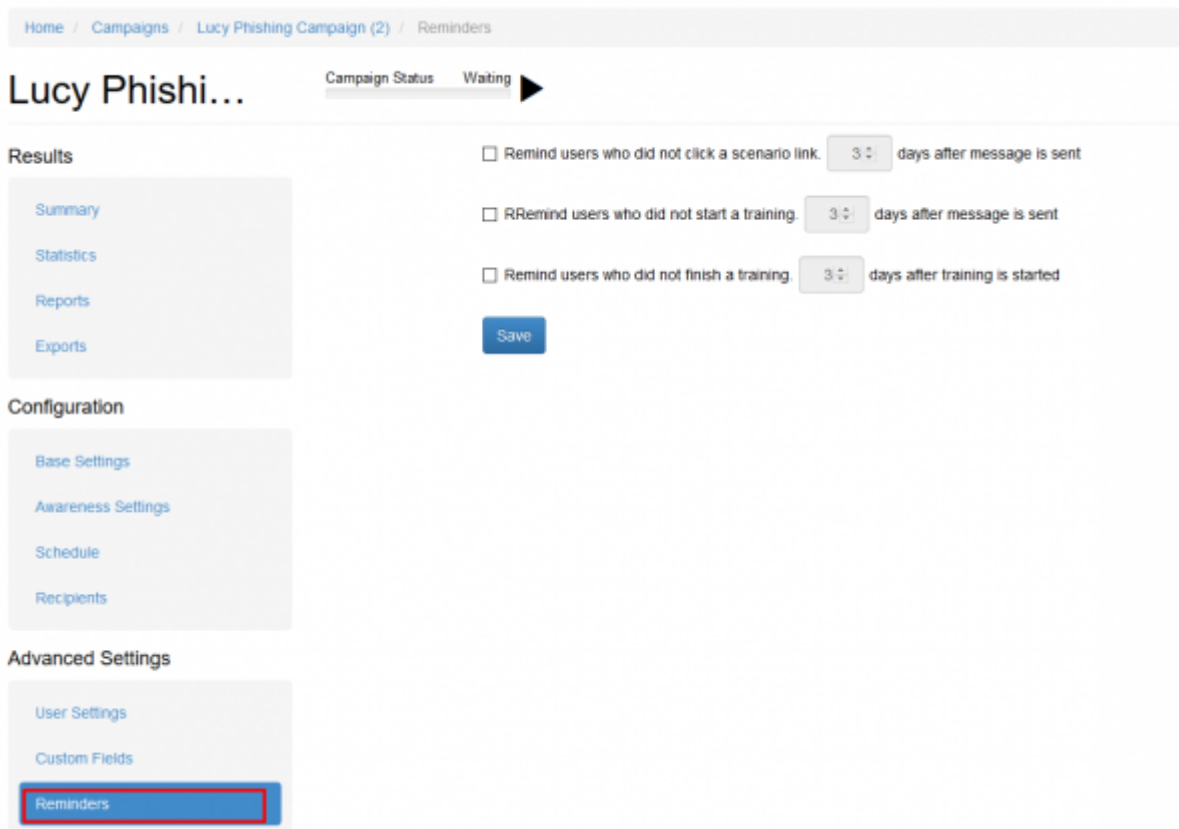 Home / Campaigns / Lucy Phishing Campaign (2) / Reminders
Lucy Phishi...
Campaign Status Waiting
Results
Summary
Statistics
Reports
Exports
Configuration
Base Settings
Awareness Settings
Schedule
Recipients
Advanced Settings
User Settings
Custom Fields
Reminders
Remind users who did not click a scenario link. 3 days after message is sent
RRemind users who did not start a training. 3 days after message is sent
Remind users who did not finish a training. 3 days after training is started
Save